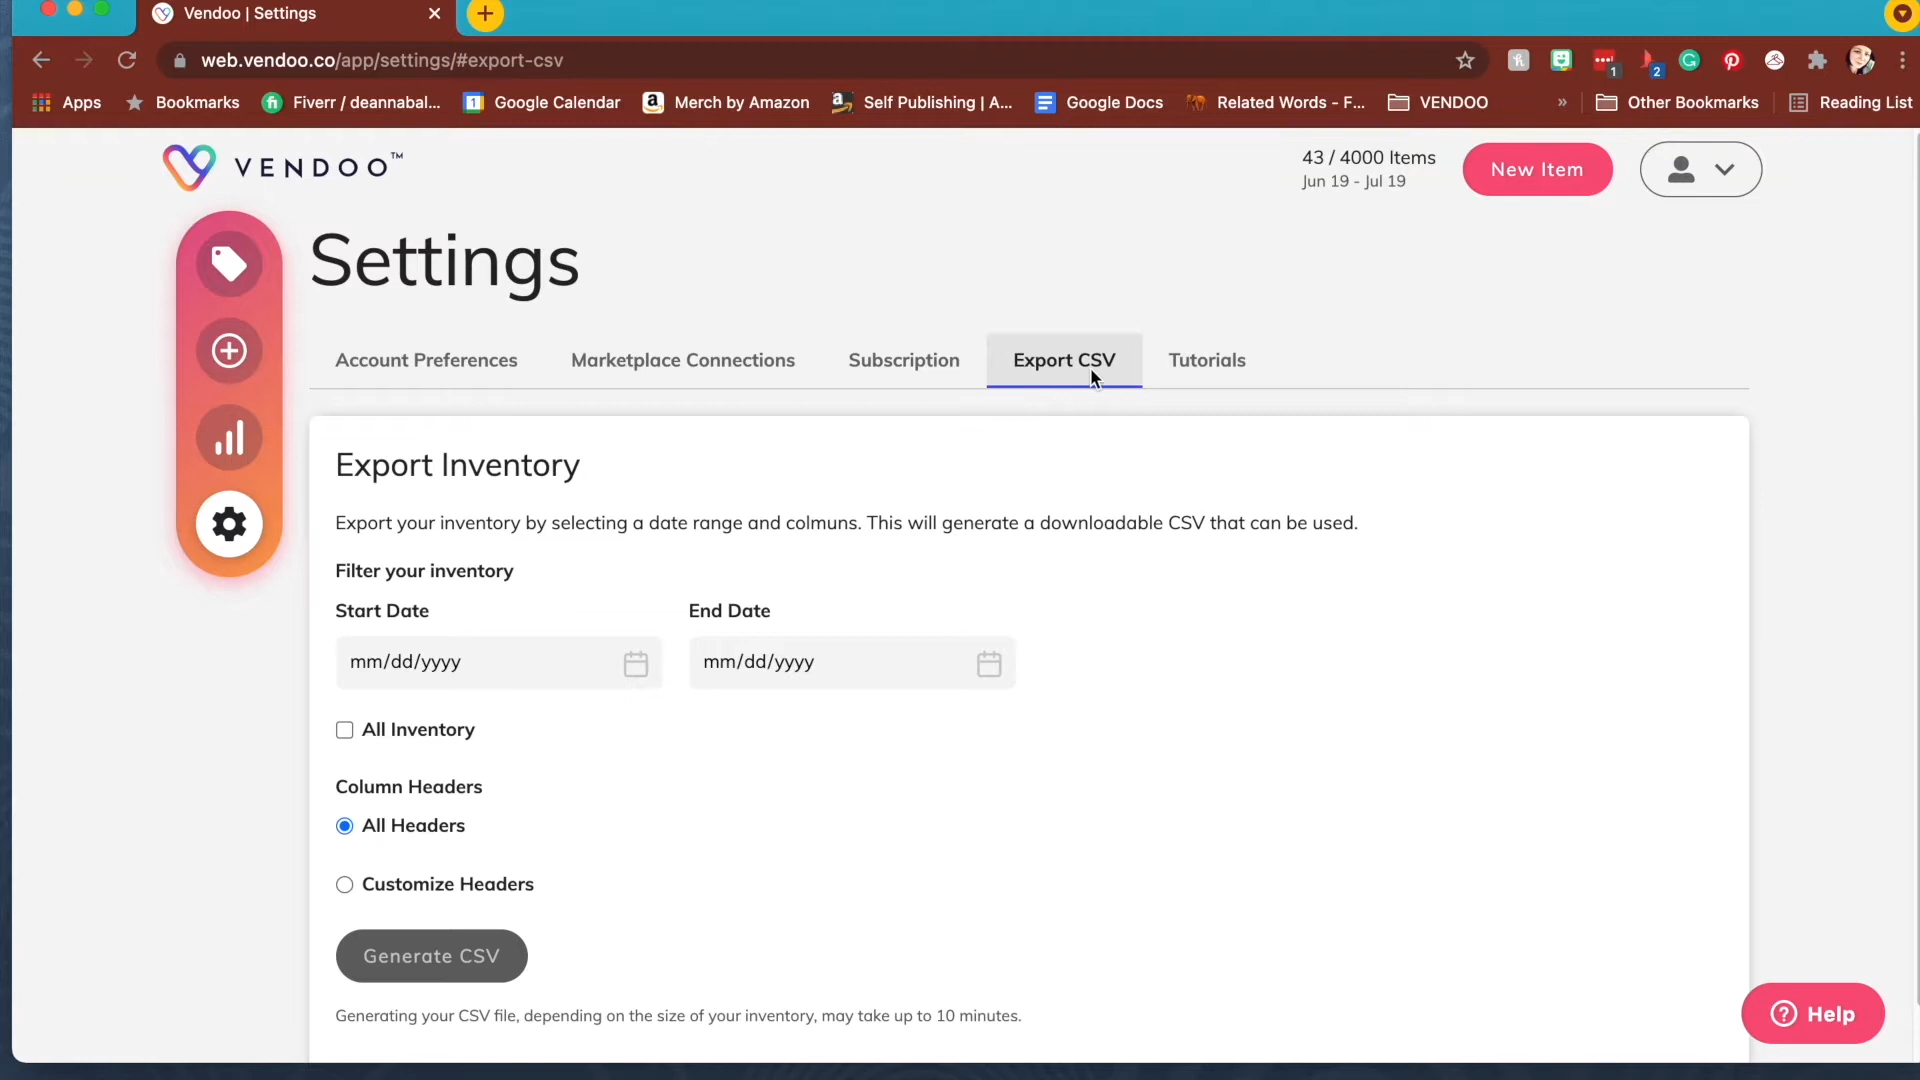 Vendoo | Settings
web.vendoo.co/app/settings/#export-csv
1
2
Apps
Bookmarks
Fiverr / deannabal...
1
Google Calendar
Merch by Amazon
Self Publishing | A...
Google Docs
Related Words - F...
VENDOO
»
Other Bookmarks
Reading List
VENDOO™
43 / 4000 Items
Jun 19 - Jul 19
New Item
Settings
Account Preferences
Marketplace Connections
Subscription
Export CSV
Tutorials
Export Inventory
Export your inventory by selecting a date range and colmuns. This will generate a downloadable CSV that can be used.
Filter your inventory
Start Date
End Date
mm/dd/yyyy
mm/dd/yyyy
All Inventory
Column Headers
All Headers
Customize Headers
Generate CSV
Generating your CSV file, depending on the size of your inventory, may take up to 10 minutes.
Help